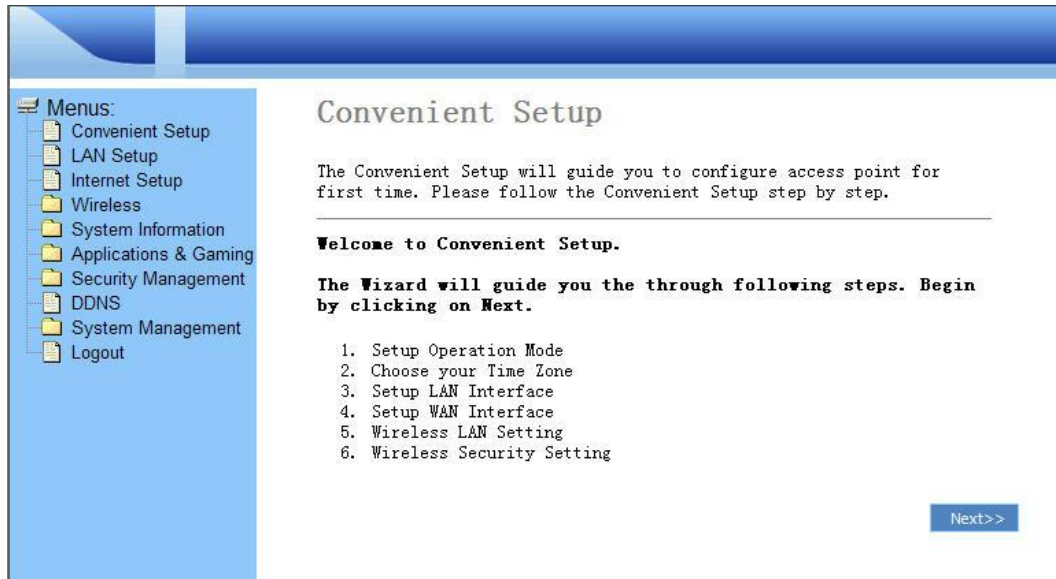 Menus:
Convenient Setup
LAN Setup
Internet Setup
Wireless
System Information
Applications & Gaming
Security Management
DDNS
System Management
Logout
Convenient Setup
The Convenient Setup will guide you to configure access point for
first time. Please follow the Convenient Setup step by step.
Welcome to Convenient Setup.
The Wizard will guide you the through following steps. Begin
by clicking on Next.
1. Setup Operation Mode
2. Choose your Time Zone
3. Setup LAN Interface
4. Setup WAN Interface
5. Wireless LAN Setting
6. Wireless Security Setting
Next>>